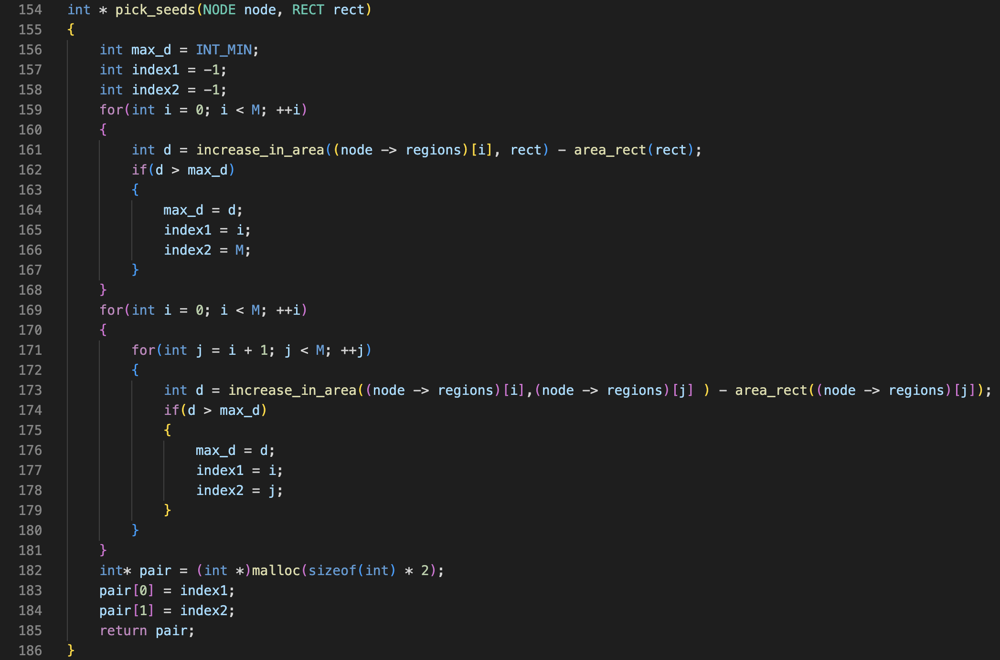 154 int * pick_seeds(NODE node, RECT rect)
155 {
156     int max_d = INT_MIN;
157     int index1 = -1;
158     int index2 = -1;
159     for(int i = 0; i < M; ++i)
160     {
161         int d = increase_in_area((node -> regions)[i], rect) - area_rect(rect);
162         if(d > max_d)
163         {
164             max_d = d;
165             index1 = i;
166             index2 = M;
167         }
168     }
169     for(int i = 0; i < M; ++i)
170     {
171         for(int j = i + 1; j < M; ++j)
172         {
173             int d = increase_in_area((node -> regions)[i],(node -> regions)[j] ) - area_rect((node -> regions)[j]);
174             if(d > max_d)
175             {
176                 max_d = d;
177                 index1 = i;
178                 index2 = j;
179             }
180         }
181     }
182     int* pair = (int *)malloc(sizeof(int) * 2);
183     pair[0] = index1;
184     pair[1] = index2;
185     return pair;
186 }